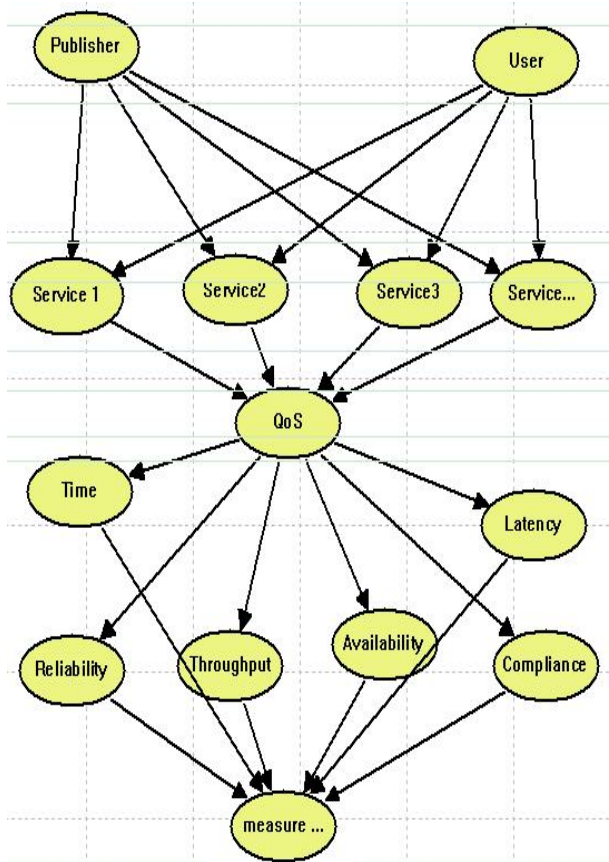 Publisher
User
Service 1
Service2
Service3
Service...
QoS
Time
Latency
Reliability
Throughput
Availability
Compliance
measure ...